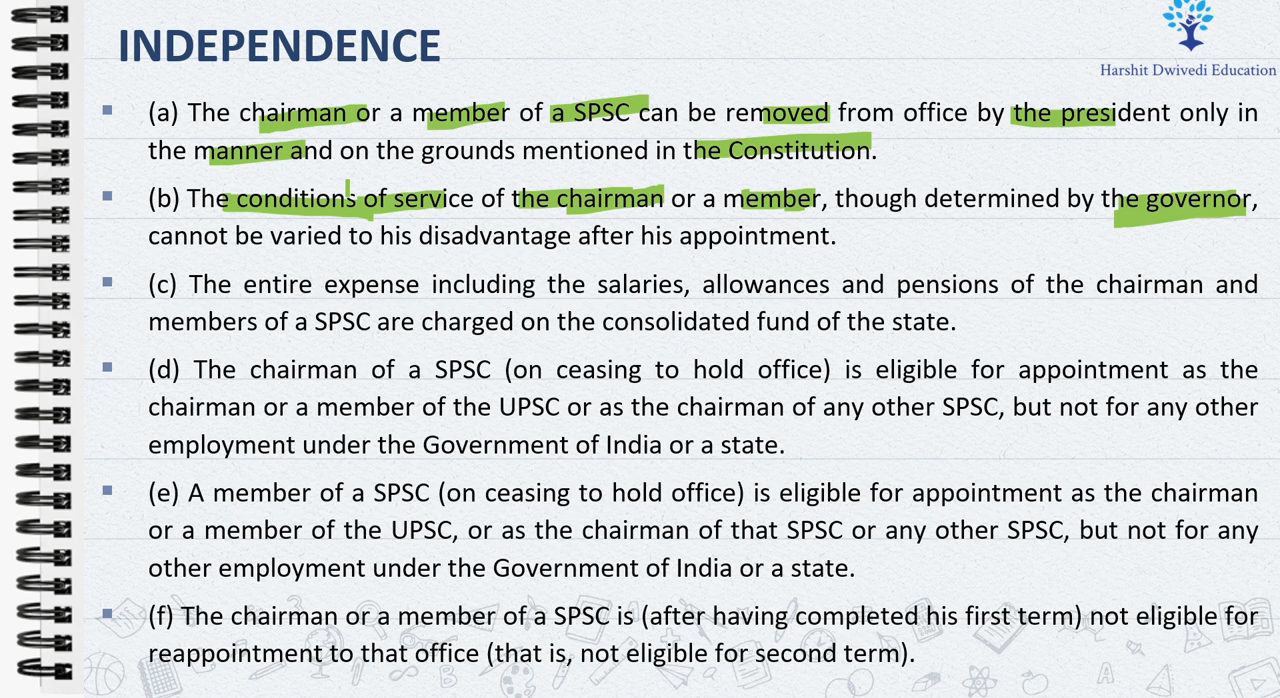 INDEPENDENCE
Harshit Dwivedi Education
(a) The chairman or a member of a SPSC can be removed from office by the president only in
the manner and on the grounds mentioned in the Constitution.
(b) The conditions of service of the chairman or a member, though determined by the governor,
cannot be varied to his disadvantage after his appointment.
(c) The entire expense including the salaries, allowances and pensions of the chairman and
members of a SPSC are charged on the consolidated fund of the state.
(d) The chairman of a SPSC (on ceasing to hold office) is eligible for appointment as the
chairman or a member of the UPSC or as the chairman of any other SPSC, but not for any other
employment under the Government of India or a state.
(e) A member of a SPSC (on ceasing to hold office) is eligible for appointment as the chairman
or a member of the UPSC, or as the chairman of that SPSC or any other SPSC, but not for any
other employment under the Government of India or a state.
(f) The chairman or a member of a SPSC is (after having completed his first term) not eligible for
reappointment to that office (that is, not eligible for second term).